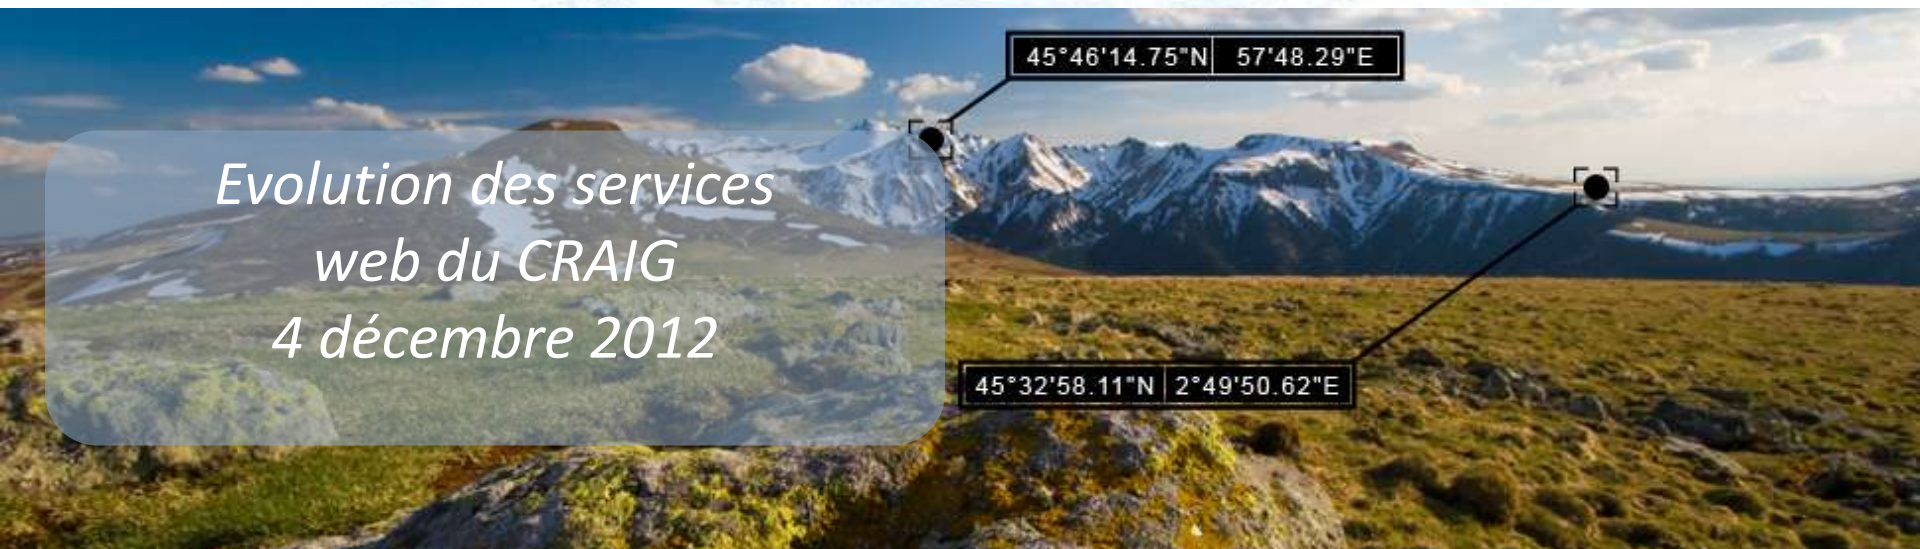 45°46'14.75"N 57'48.29"E
Evolution des services
web du CRAIG
4 décembre 2012
45°32'58.11"N 2°49'50.62"E